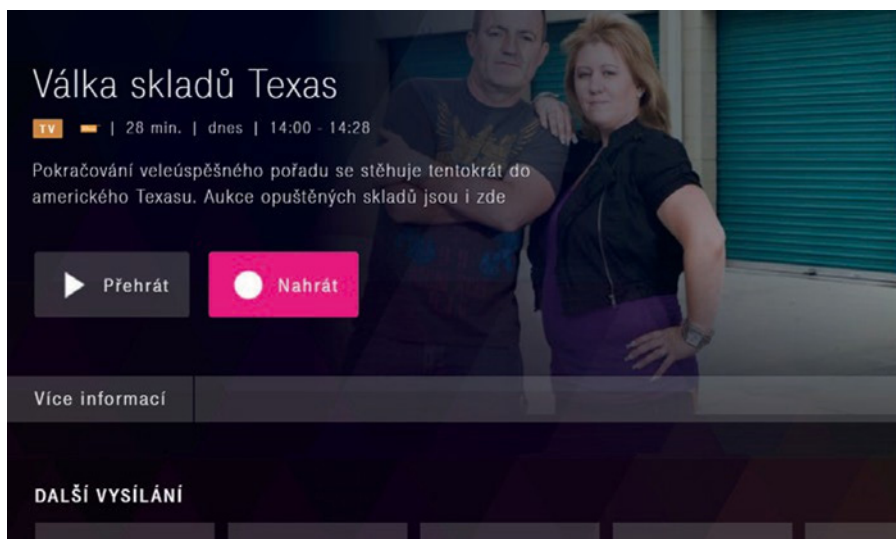 Válka skladů Texas
TV | 28 min. | dnes | 14:00 - 14:28
Pokračování veleúspěšného pořadu se stěhuje tentokrát do
amerického Texasu. Aukce opuštěných skladů jsou i zde
Přehrát
Nahrát
Více informací
DALŠÍ VYSÍLÁNÍ